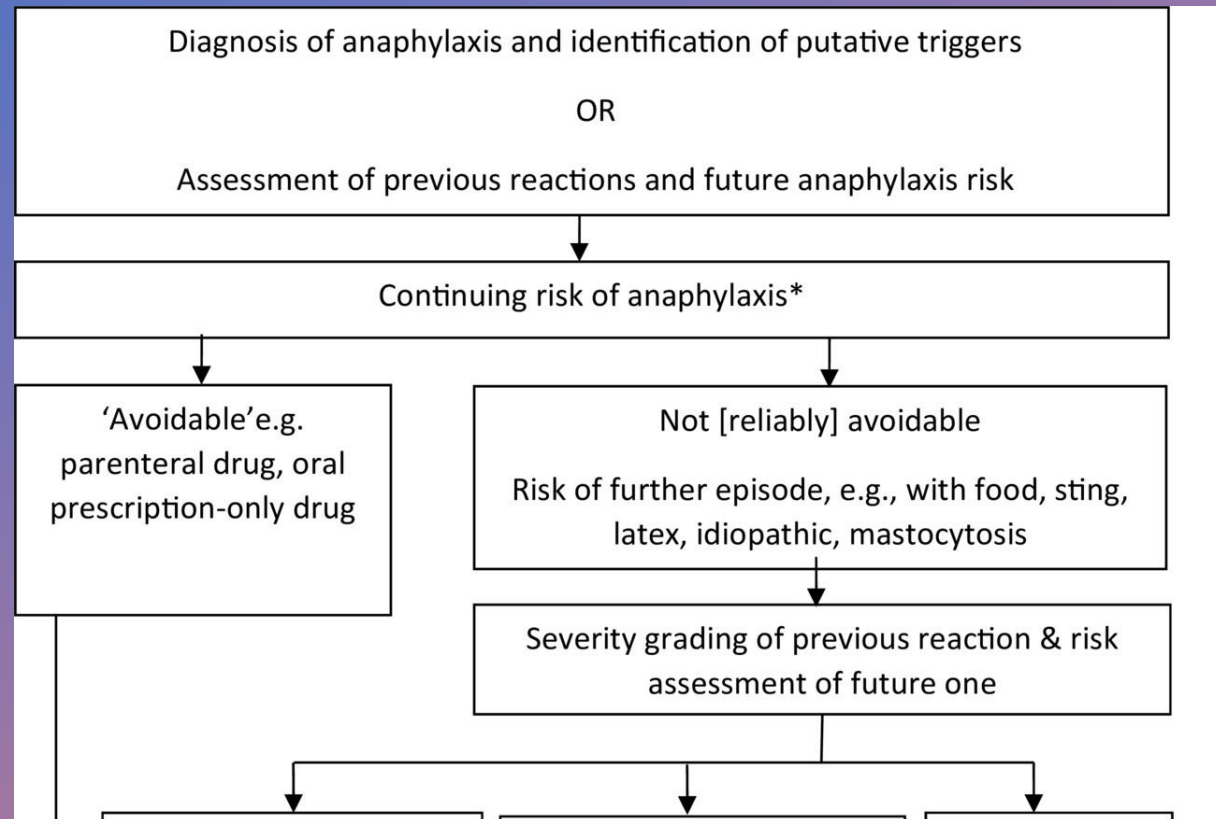 Diagnosis of anaphylaxis and identification of putative triggers
OR
Assessment of previous reactions and future anaphylaxis risk
Continuing risk of anaphylaxis*
‘Avoidable’e.g.
parenteral drug, oral
prescription-only drug
Not [reliably] avoidable
Risk of further episode, e.g., with food, sting,
latex, idiopathic, mastocytosis
Severity grading of previous reaction & risk
assessment of future one